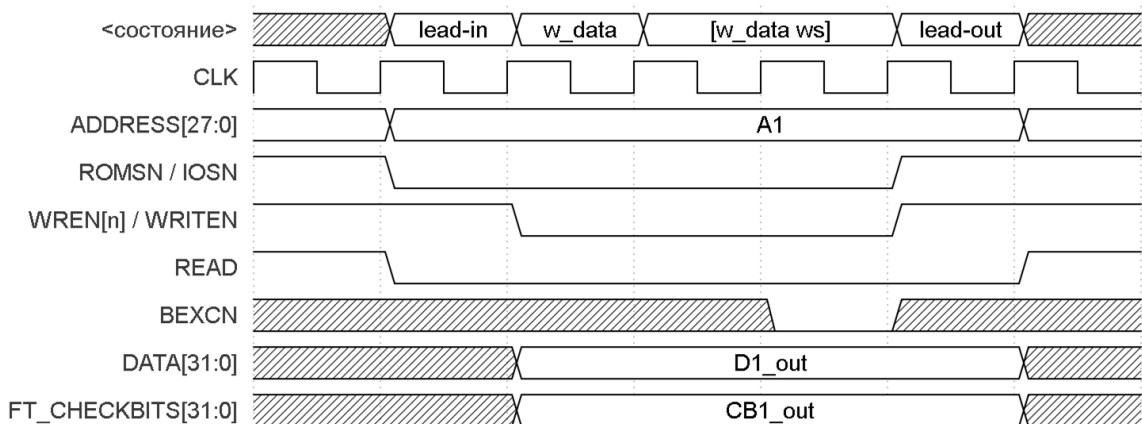 <состояние> lead-in w_data [w_data ws] lead-out
CLK
ADDRESS[27:0] A1
ROMSN / IOSN
WREN[n] / WRITEN
READ
BEXCN
DATA[31:0] D1_out
FT_CHECKBITS[31:0] CB1_out